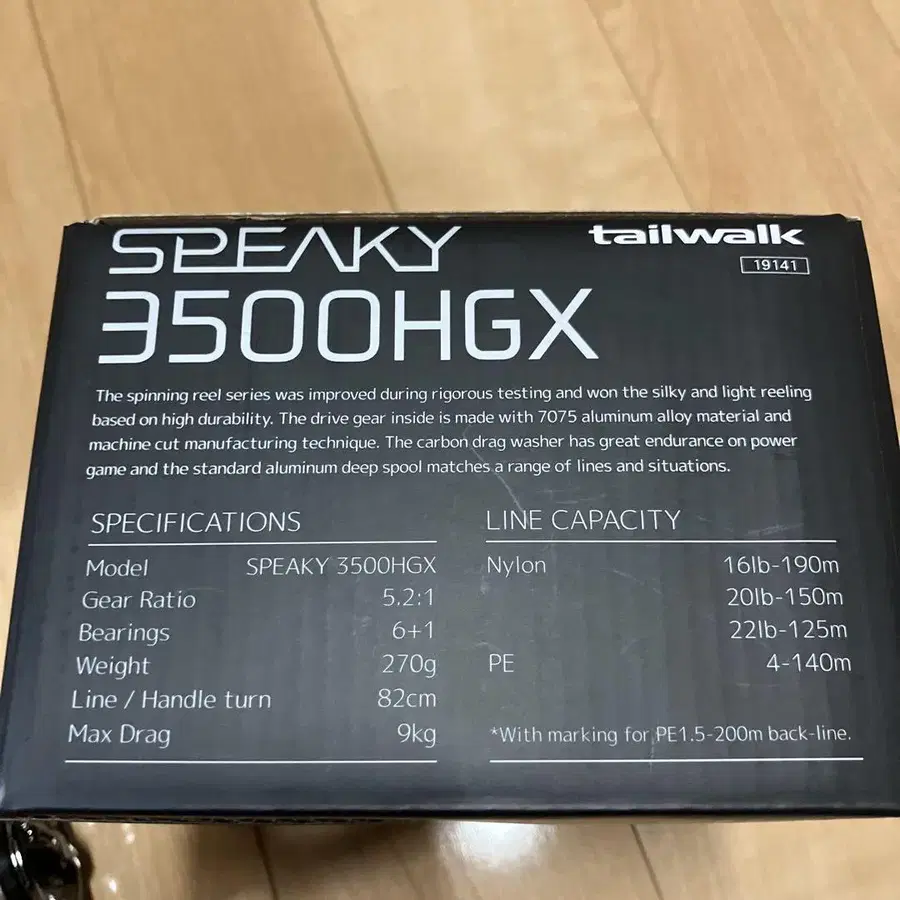 SPEAKY
tailwalk
19141
3500HGX
The spinning reel series was improved during rigorous testing and won the silky and light reeling
based on high durability. The drive gear inside is made with 7075 aluminum alloy material and
machine cut manufacturing technique. The carbon drag washer has great endurance on power
game and the standard aluminum deep spool matches a range of lines and situations.
SPECIFICATIONS
Model SPEAKY 3500HGX
Gear Ratio 5.2:1
Bearings 6+1
Weight 270g
Line / Handle turn 82cm
Max Drag 9kg
LINE CAPACITY
Nylon 16lb-190m
20lb-150m
22lb-125m
PE 4-140m
*With marking for PE1.5-200m back-line.